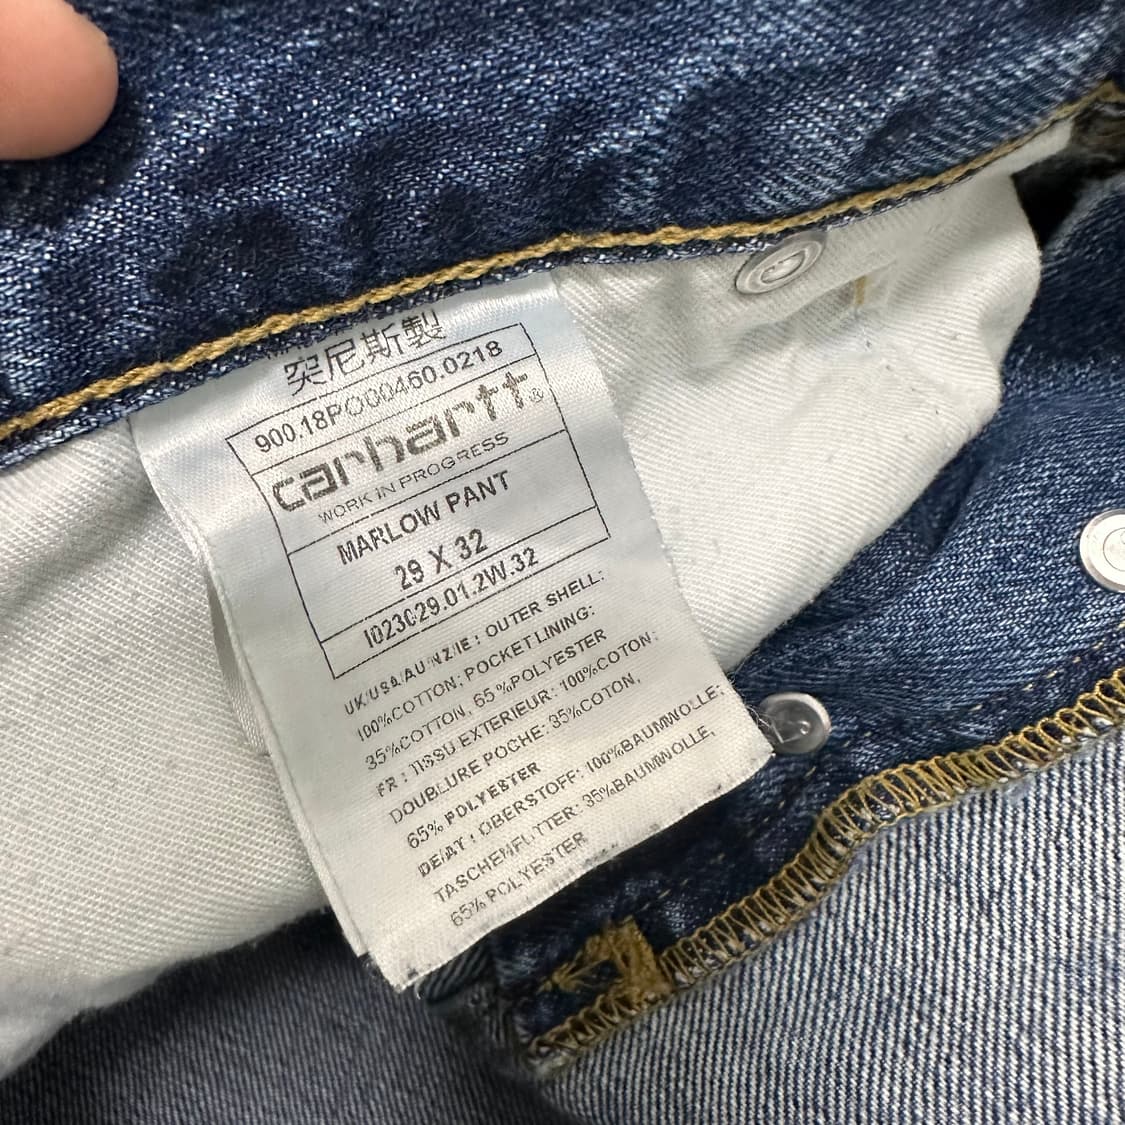 突尼斯製
900.18PO00460.0218
carhartt®
WORK IN PROGRESS
MARLOW PANT
29 X 32
I023029.01.2W.32
UK/USA/AU/NZ/IE: OUTER SHELL:
100%COTTON; POCKET LINING:
35%COTTON, 65%POLYESTER
FR: TISSU EXTERIEUR: 100%COTON:
DOUBLURE POCHE: 35%COTON,
65% POLYESTER
DE/AT: OBERSTOFF: 100%BAUMWOLLE:
TASCHENFUTTER: 35%BAUMWOLLE,
65% POLYESTER